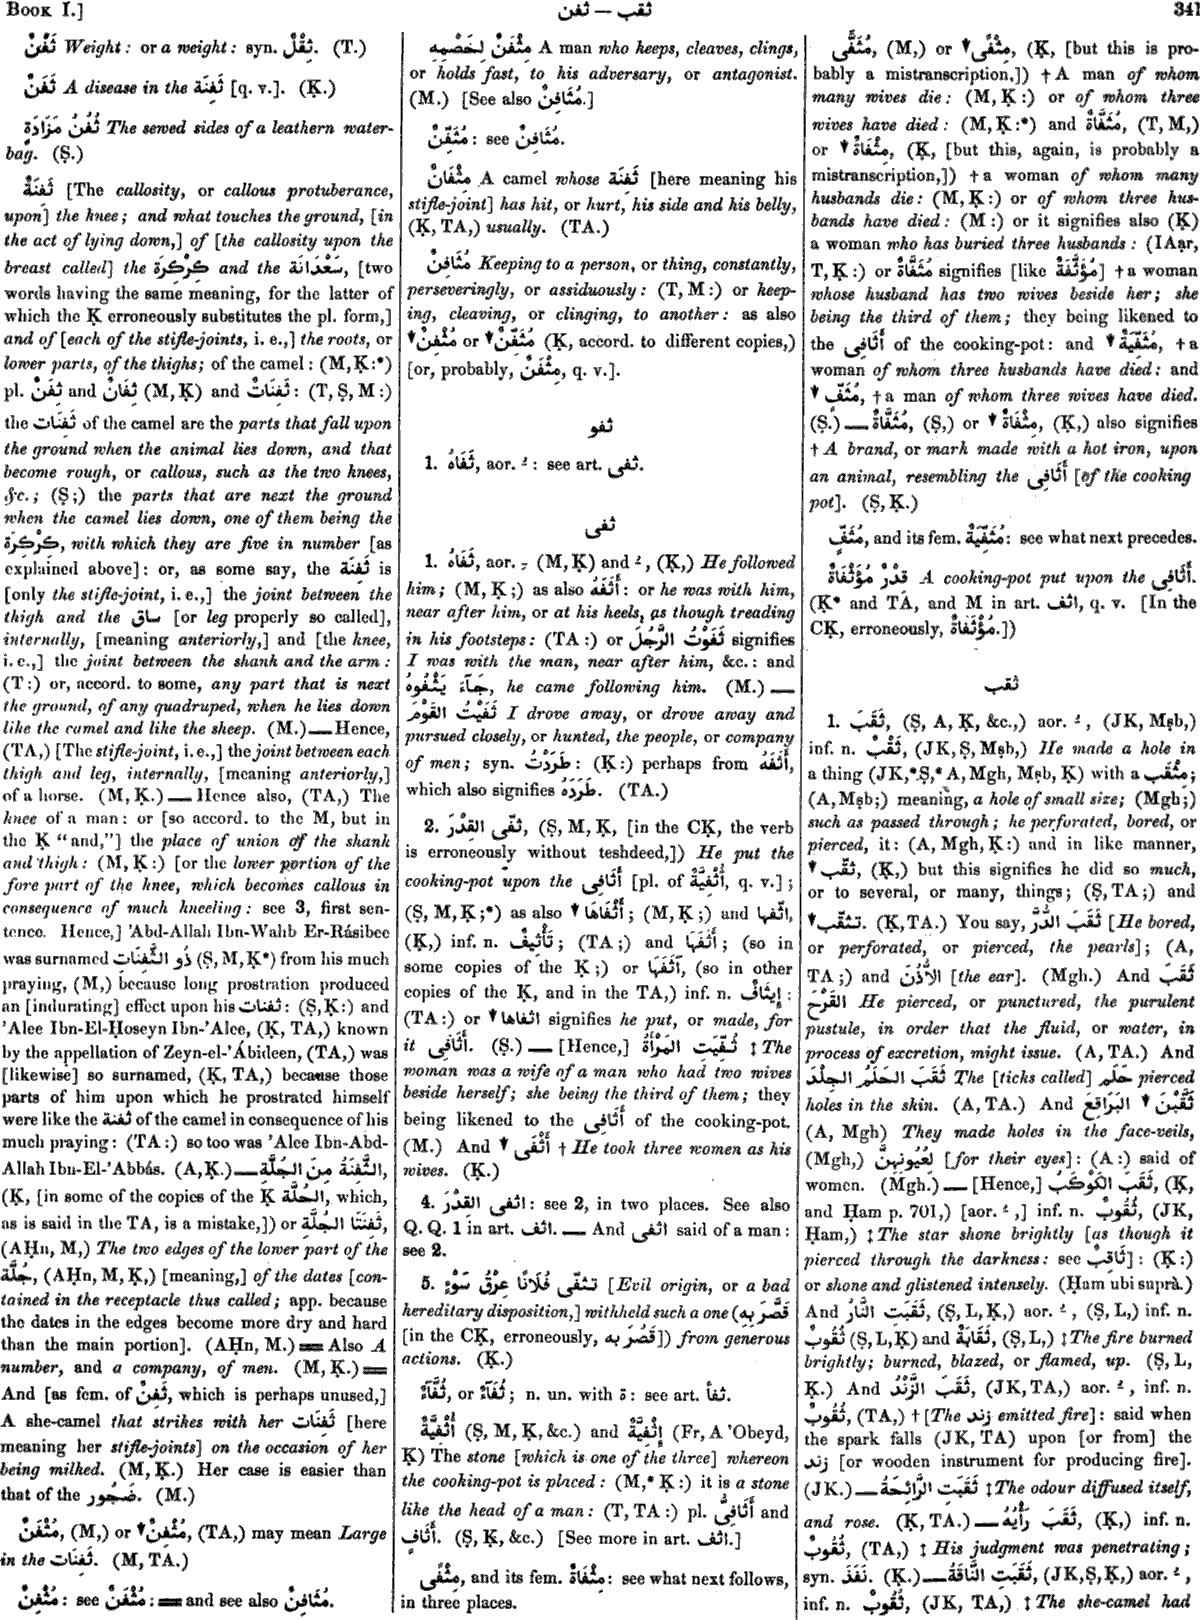 BOOK I.]
ثقب — ثفن
341
ثَفْنٌ Weight: or a weight: syn. ثِقْلٌ. (T.)
ثَفَنٌ A disease in the ثَفِنَة [q. v.]. (Ḳ.)
ثُفُنُ مَزَادَةٍ The sewed sides of a leathern water-
bag. (Ṣ.)
ثَفِنَةٌ [The callosity, or callous protuberance,
upon] the knee; and what touches the ground, [in
the act of lying down,] of [the callosity upon the
breast called] the كِرْكِرَة and the سَعْدَانَة, [two
words having the same meaning, for the latter of
which the Ḳ erroneously substitutes the pl. form,]
and of [each of the stifle-joints, i. e.,] the roots, or
lower parts, of the thighs; of the camel: (M, Ḳ:*)
pl. ثَفِنٌ and ثِفَانٌ (M, Ḳ) and ثَفِنَاتٌ: (T, Ṣ, M:)
the ثَفِنَات of the camel are the parts that fall upon
the ground when the animal lies down, and that
become rough, or callous, such as the two knees,
&c.; (Ṣ;) the parts that are next the ground
when the camel lies down, one of them being the
كِرْكِرَة, with which they are five in number [as
explained above]: or, as some say, the ثَفِنَة is
[only the stifle-joint, i. e.,] the joint between the
thigh and the ساق [or leg properly so called],
internally, [meaning anteriorly,] and [the knee,
i. e.,] the joint between the shank and the arm:
(T:) or, accord. to some, any part that is next
the ground, of any quadruped, when he lies down
like the camel and like the sheep. (M.) — Hence,
(TA,) [The stifle-joint, i. e.,] the joint between each
thigh and leg, internally, [meaning anteriorly,]
of a horse. (M, Ḳ.) — Hence also, (TA,) The
knee of a man: or [so accord. to the M, but in
the Ḳ "and,"] the place of union of the shank
and thigh: (M, Ḳ:) [or the lower portion of the
fore part of the knee, which becomes callous in
consequence of much kneeling: see 3, first sen-
tence. Hence,] 'Abd-Allah Ibn-Wahb Er-Rásibee
was surnamed ذُو الثَّفِنَاتِ (Ṣ, M, Ḳ*) from his much
praying, (M,) because long prostration produced
an [indurating] effect upon his ثفنات: (Ṣ, Ḳ:) and
'Alee Ibn-El-Ḥoseyn Ibn-'Alee, (Ḳ, TA,) known
by the appellation of Zeyn-el-'Ábideen, (TA,) was
[likewise] so surnamed, (Ḳ, TA,) because those
parts of him upon which he prostrated himself
were like the ثفنة of the camel in consequence of his
much praying: (TA:) so too was 'Alee Ibn-Abd-
Allah Ibn-El-'Abbás. (A, Ḳ.) — الثَّفِنَةُ مِنَ الجُلَّةِ,
(Ḳ, [in some of the copies of the Ḳ الحُلَّة, which,
as is said in the TA, is a mistake,]) or ثَفِنَتَا الجُلَّةِ,
(AḤn, M,) The two edges of the lower part of the
جُلَّة, (AḤn, M, Ḳ,) [meaning,] of the dates [con-
tained in the receptacle thus called; app. because
the dates in the edges become more dry and hard
than the main portion]. (AḤn, M.) = Also A
number, and a company, of men. (M, Ḳ.) =
And [as fem. of ثَفِنٌ, which is perhaps unused,]
A she-camel that strikes with her ثَفِنَات [here
meaning her stifle-joints] on the occasion of her
being milked. (M, Ḳ.) Her case is easier than
that of the ضَجُور. (M.)
مُثَفَّنٌ, (M,) or ▼ مُثْفِنٌ, (TA,) may mean Large
in the ثَفِنَات. (M, TA.)
مُثْفِنٌ: see مُثَفَّنٌ: = and see also مُثَافِنٌ.
مِثْفَنٌ لِخَصْمِهِ A man who keeps, cleaves, clings,
or holds fast, to his adversary, or antagonist.
(M.) [See also مُثَافِنٌ.]
مُثَفِّنٌ: see مُثَافِنٌ.
مِثْفَانٌ A camel whose ثَفِنَة [here meaning his
stifle-joint] has hit, or hurt, his side and his belly,
(Ḳ, TA,) usually. (TA.)
مُثَافِنٌ Keeping to a person, or thing, constantly,
perseveringly, or assiduously: (T, M:) or keep-
ing, cleaving, or clinging, to another: as also
▼ مُثْفِنٌ or ▼ مُثَفِّنٌ (Ḳ, accord. to different copies,)
[or, probably, مِثْفَنٌ, q. v.].
ثفو
1. ثَفَاهُ, aor. ـُ: see art. ثفى.
ثفى
1. ثَفَاهُ, aor. ـِ (M, Ḳ) and ـُ, (Ḳ,) He followed
him; (M, Ḳ;) as also أَثَفَهُ: or he was with him,
near after him, or at his heels, as though treading
in his footsteps: (TA:) or ثَفَوْتُ الرَّجُلَ signifies
I was with the man, near after him, &c.: and
جَآءَ يَثْفُوهُ, he came following him. (M.) —
ثَفَيْتُ القَوْمَ I drove away, or drove away and
pursued closely, or hunted, the people, or company
of men; syn. طَرَدْتُ: (Ḳ:) perhaps from أَثَفَهُ,
which also signifies طَرَدَهُ. (TA.)
2. ثفّى القِدْرَ, (Ṣ, M, Ḳ, [in the CḲ, the verb
is erroneously without teshdeed,]) He put the
cooking-pot upon the أَثَافِى [pl. of أُثْفِيَّة, q. v.];
(Ṣ, M, Ḳ;*) as also ▼ أَثْفَاهَا; (M, Ḳ;) and اثّفها,
(Ḳ,) inf. n. تَأْثِيفٌ; (TA;) and أَثَفَهَا; (so in
some copies of the Ḳ;) or آثَفَهَا, (so in other
copies of the Ḳ, and in the TA,) inf. n. إِيثَافٌ:
(TA:) or ▼ اثفاها signifies he put, or made, for
it أَثَافِى. (Ṣ.) — [Hence,] ثُفِّيَت المَرْأَةُ ‡ The
woman was a wife of a man who had two wives
beside herself; she being the third of them; they
being likened to the أَثَافِى of the cooking-pot.
(M.) And ▼ أَثْفَى † He took three women as his
wives. (Ḳ.)
4. اثفى القِدْرَ: see 2, in two places. See also
Q. Q. 1 in art. اثف. — And اثفى said of a man:
see 2.
5. تثفّى فُلَانًا عِرْقُ سَوْءٍ [Evil origin, or a bad
hereditary disposition,] withheld such a one (قَصَّرَ بِهِ
[in the CḲ, erroneously, قَصُرَ به]) from generous
actions. (Ḳ.)
ثُفَّآءٌ, or ثُفَآءٌ; n. un. with ة: see art. ثفأ.
أُثْفِيَّةٌ (Ṣ, M, Ḳ, &c.) and إِثْفِيَّةٌ (Fr, A 'Obeyd,
Ḳ) The stone [which is one of the three] whereon
the cooking-pot is placed: (M,* Ḳ:) it is a stone
like the head of a man: (T, TA:) pl. أَثَافِىُّ and
أَثَافٍ. (Ṣ, Ḳ, &c.) [See more in art. اثف.]
مِثْفًى, and its fem. مِثْفَاةٌ: see what next follows,
in three places.
مُثَفًّى, (M,) or ▼ مِثْفًى, (Ḳ, [but this is pro-
bably a mistranscription,]) † A man of whom
many wives die: (M, Ḳ:) or of whom three
wives have died: (M, Ḳ:*) and مُثَفَّاةٌ, (T, M,)
or ▼ مِثْفَاةٌ, (Ḳ, [but this, again, is probably a
mistranscription,]) † a woman of whom many
husbands die: (M, Ḳ:) or of whom three hus-
bands have died: (M:) or it signifies also (Ḳ)
a woman who has buried three husbands: (IAạr,
T, Ḳ:) or مُثَفَّاةٌ signifies [like مُؤَثَّفَةٌ] † a woman
whose husband has two wives beside her; she
being the third of them; they being likened to
the أَثَافِى of the cooking-pot: and ▼ مُثَفِّيَةٌ, † a
woman of whom three husbands have died: and
▼ مُثَفٍّ, † a man of whom three wives have died.
(Ṣ.) — مُثَفَّاةٌ, (Ṣ,) or ▼ مِثْفَاةٌ, (Ḳ,) also signifies
† A brand, or mark made with a hot iron, upon
an animal, resembling the أَثَافِى [of the cooking
pot]. (Ṣ, Ḳ.)
مُثَفٍّ, and its fem. مُثَفِّيَةٌ: see what next precedes.
قِدْرٌ مُؤَثْفَاةٌ A cooking-pot put upon the أَثَافِى.
(Ḳ* and TA, and M in art. اثف, q. v. [In the
CḲ, erroneously, مُؤْثَفاةٌ.])
ثقب
1. ثَقَبَ, (Ṣ, A, Ḳ, &c.,) aor. ـُ, (JK, Mṣb,)
inf. n. ثَقْبٌ, (JK, Ṣ, Mṣb,) He made a hole in
a thing (JK,* Ṣ,* A, Mgh, Mṣb, Ḳ) with a مِثْقَب;
(A, Mṣb;) meaning, a hole of small size; (Mgh;)
such as passed through; he perforated, bored, or
pierced, it: (A, Mgh, Ḳ:) and in like manner,
▼ ثقّب, (Ḳ,) but this signifies he did so much,
or to several, or many, things; (Ṣ, TA;) and
▼ تثقّب. (Ḳ, TA.) You say, ثَقَبَ الدُّرَّ [He bored,
or perforated, or pierced, the pearls]; (A,
TA;) and الأُذُنَ [the ear]. (Mgh.) And ثَقَبَ
القَرْحَ He pierced, or punctured, the purulent
pustule, in order that the fluid, or water, in
process of excretion, might issue. (A, TA.) And
ثَقَبَ الحَلَمُ الجِلْدَ The [ticks called] حَلَم pierced
holes in the skin. (A, TA.) And ▼ ثَقَّبْنَ البَرَاقِعَ
(A, Mgh) They made holes in the face-veils,
(Mgh,) لِعُيُونِهِنَّ [for their eyes]: (A:) said of
women. (Mgh.) — [Hence,] ثَقَبَ الكَوْكَبُ, (Ḳ,
and Ḥam p. 701,) [aor. ـُ,] inf. n. ثُقُوبٌ, (JK,
Ḥam,) ‡ The star shone brightly [as though it
pierced through the darkness: see ثَاقِبٌ]: (Ḳ:)
or shone and glistened intensely. (Ḥam ubi suprà.)
And ثَقَبَت النَّارُ, (Ṣ, L, Ḳ,) aor. ـُ, (Ṣ, L,) inf. n.
ثُقُوبٌ (Ṣ, L, Ḳ) and ثَقَابَةٌ, (Ṣ, L,) ‡ The fire burned
brightly; burned, blazed, or flamed, up. (Ṣ, L,
Ḳ.) And ثَقَبَ الزَّنْدُ, (JK, TA,) aor. ـُ, inf. n.
ثُقُوبٌ, (TA,) † [The زند emitted fire]: said when
the spark falls (JK, TA) upon [or from] the
زند [or wooden instrument for producing fire].
(JK.) — ثَقَبَتِ الرَّائِحَةُ ‡ The odour diffused itself,
and rose. (Ḳ, TA.) — ثَقَبَ رَأْيُهُ, (Ḳ,) inf. n.
ثُقُوبٌ, (TA,) ‡ His judgment was penetrating;
syn. نَفَذَ. (Ḳ.) — ثَقَبَتِ النَّاقَةُ, (JK, Ṣ, Ḳ,) aor. ـُ,
inf. n. ثُقُوبٌ, (JK, TA,) ‡ The she-camel had